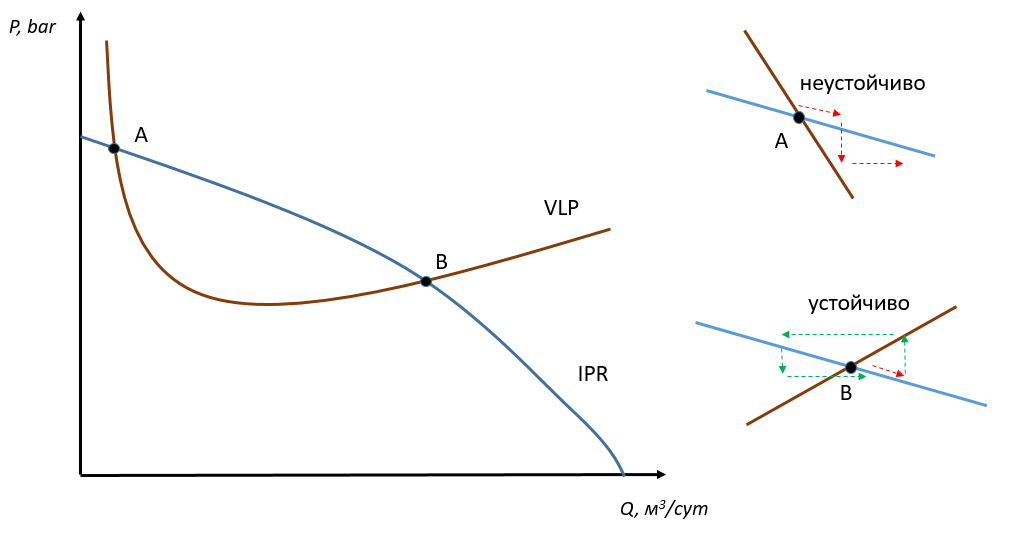 P, bar
A
B
VLP
IPR
Q, м³/сут
неустойчиво
A
устойчиво
B